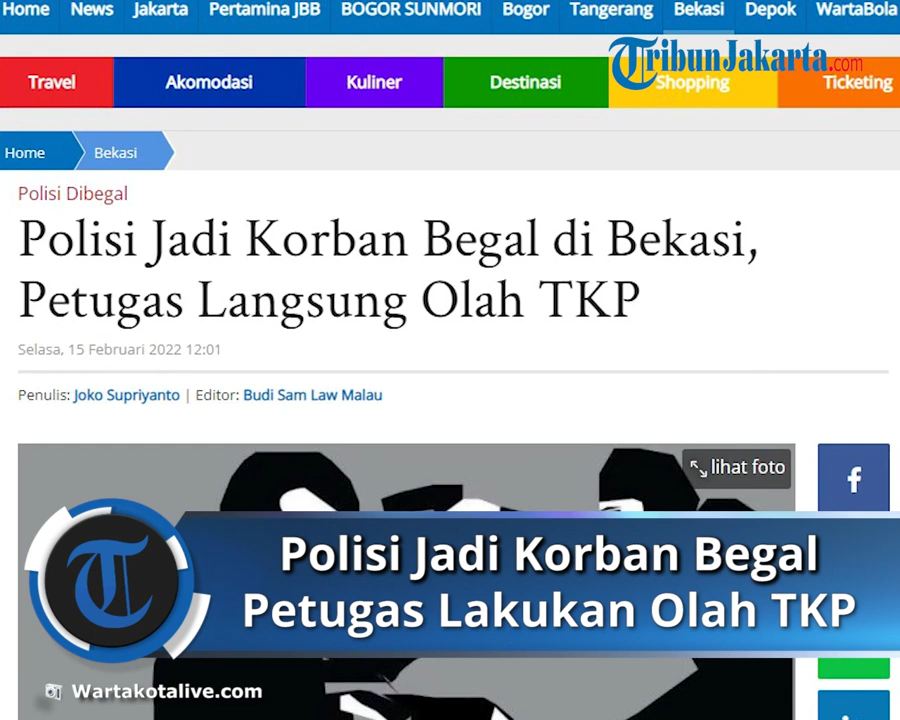 Home News Jakarta Pertamina JBB BOGOR SUNMORI Bogor Tangerang Bekasi Depok WartaBola
TribunJakarta.com
Travel Akomodasi Kuliner Destinasi Shopping Ticketing
Home Bekasi
Polisi Dibegal
Polisi Jadi Korban Begal di Bekasi,
Petugas Langsung Olah TKP
Selasa, 15 Februari 2022 12:01
Penulis: Joko Supriyanto | Editor: Budi Sam Law Malau
lihat foto
f
Polisi Jadi Korban Begal
Petugas Lakukan Olah TKP
T
Wartakotalive.com